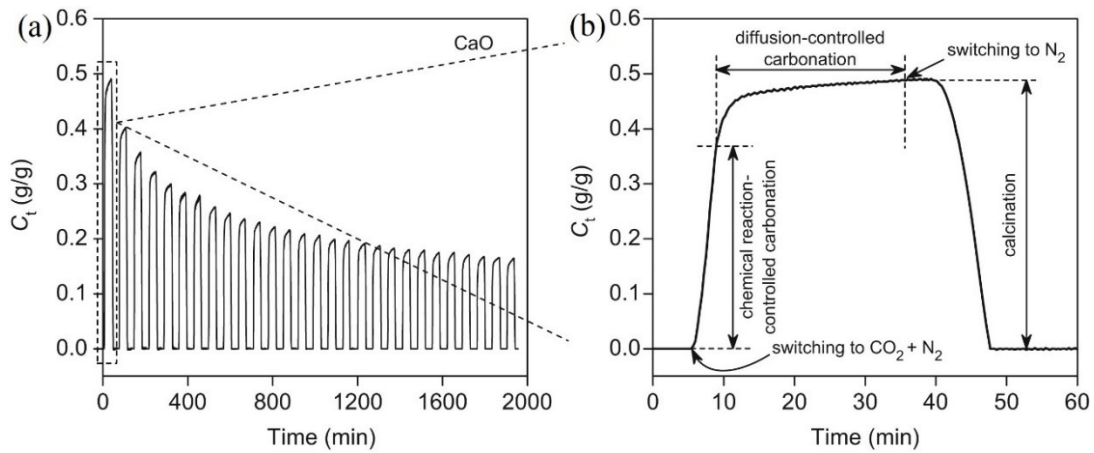 (a)
0.6
0.5
0.4
0.3
0.2
0.1
0.0
Cₜ (g/g)
CaO
0 400 800 1200 1600 2000
Time (min)
(b)
0.6
0.5
0.4
0.3
0.2
0.1
0.0
Cₜ (g/g)
diffusion-controlled
carbonation
switching to N₂
chemical reaction-
controlled carbonation
calcination
switching to CO₂ + N₂
0 10 20 30 40 50 60
Time (min)